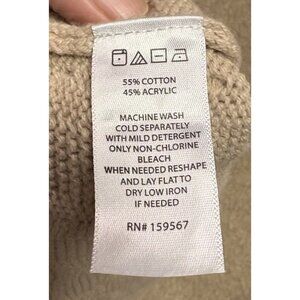 55% COTTON
45% ACRYLIC
MACHINE WASH
COLD SEPARATELY
WITH MILD DETERGENT
ONLY NON-CHLORINE
BLEACH
WHEN NEEDED RESHAPE
AND LAY FLAT TO
DRY LOW IRON
IF NEEDED
RN# 159567